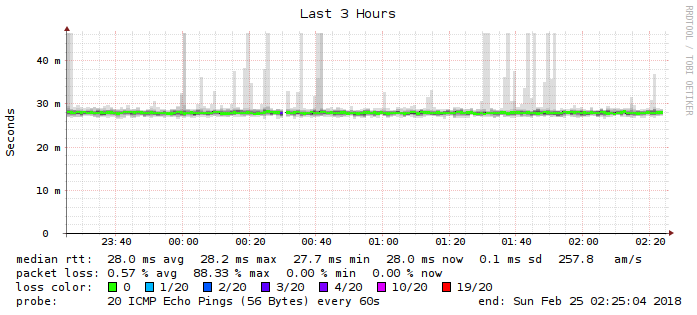 Last 3 Hours
RRDTOOL / TOBI OETIKER
Seconds
40 m
30 m
20 m
10 m
0
23:40 00:00 00:20 00:40 01:00 01:20 01:40 02:00 02:20
median rtt: 28.0 ms avg 28.2 ms max 27.7 ms min 28.0 ms now 0.1 ms sd 257.8 am/s
packet loss: 0.57 % avg 88.33 % max 0.00 % min 0.00 % now
loss color: 0 1/20 2/20 3/20 4/20 10/20 19/20
probe: 20 ICMP Echo Pings (56 Bytes) every 60s end: Sun Feb 25 02:25:04 2018